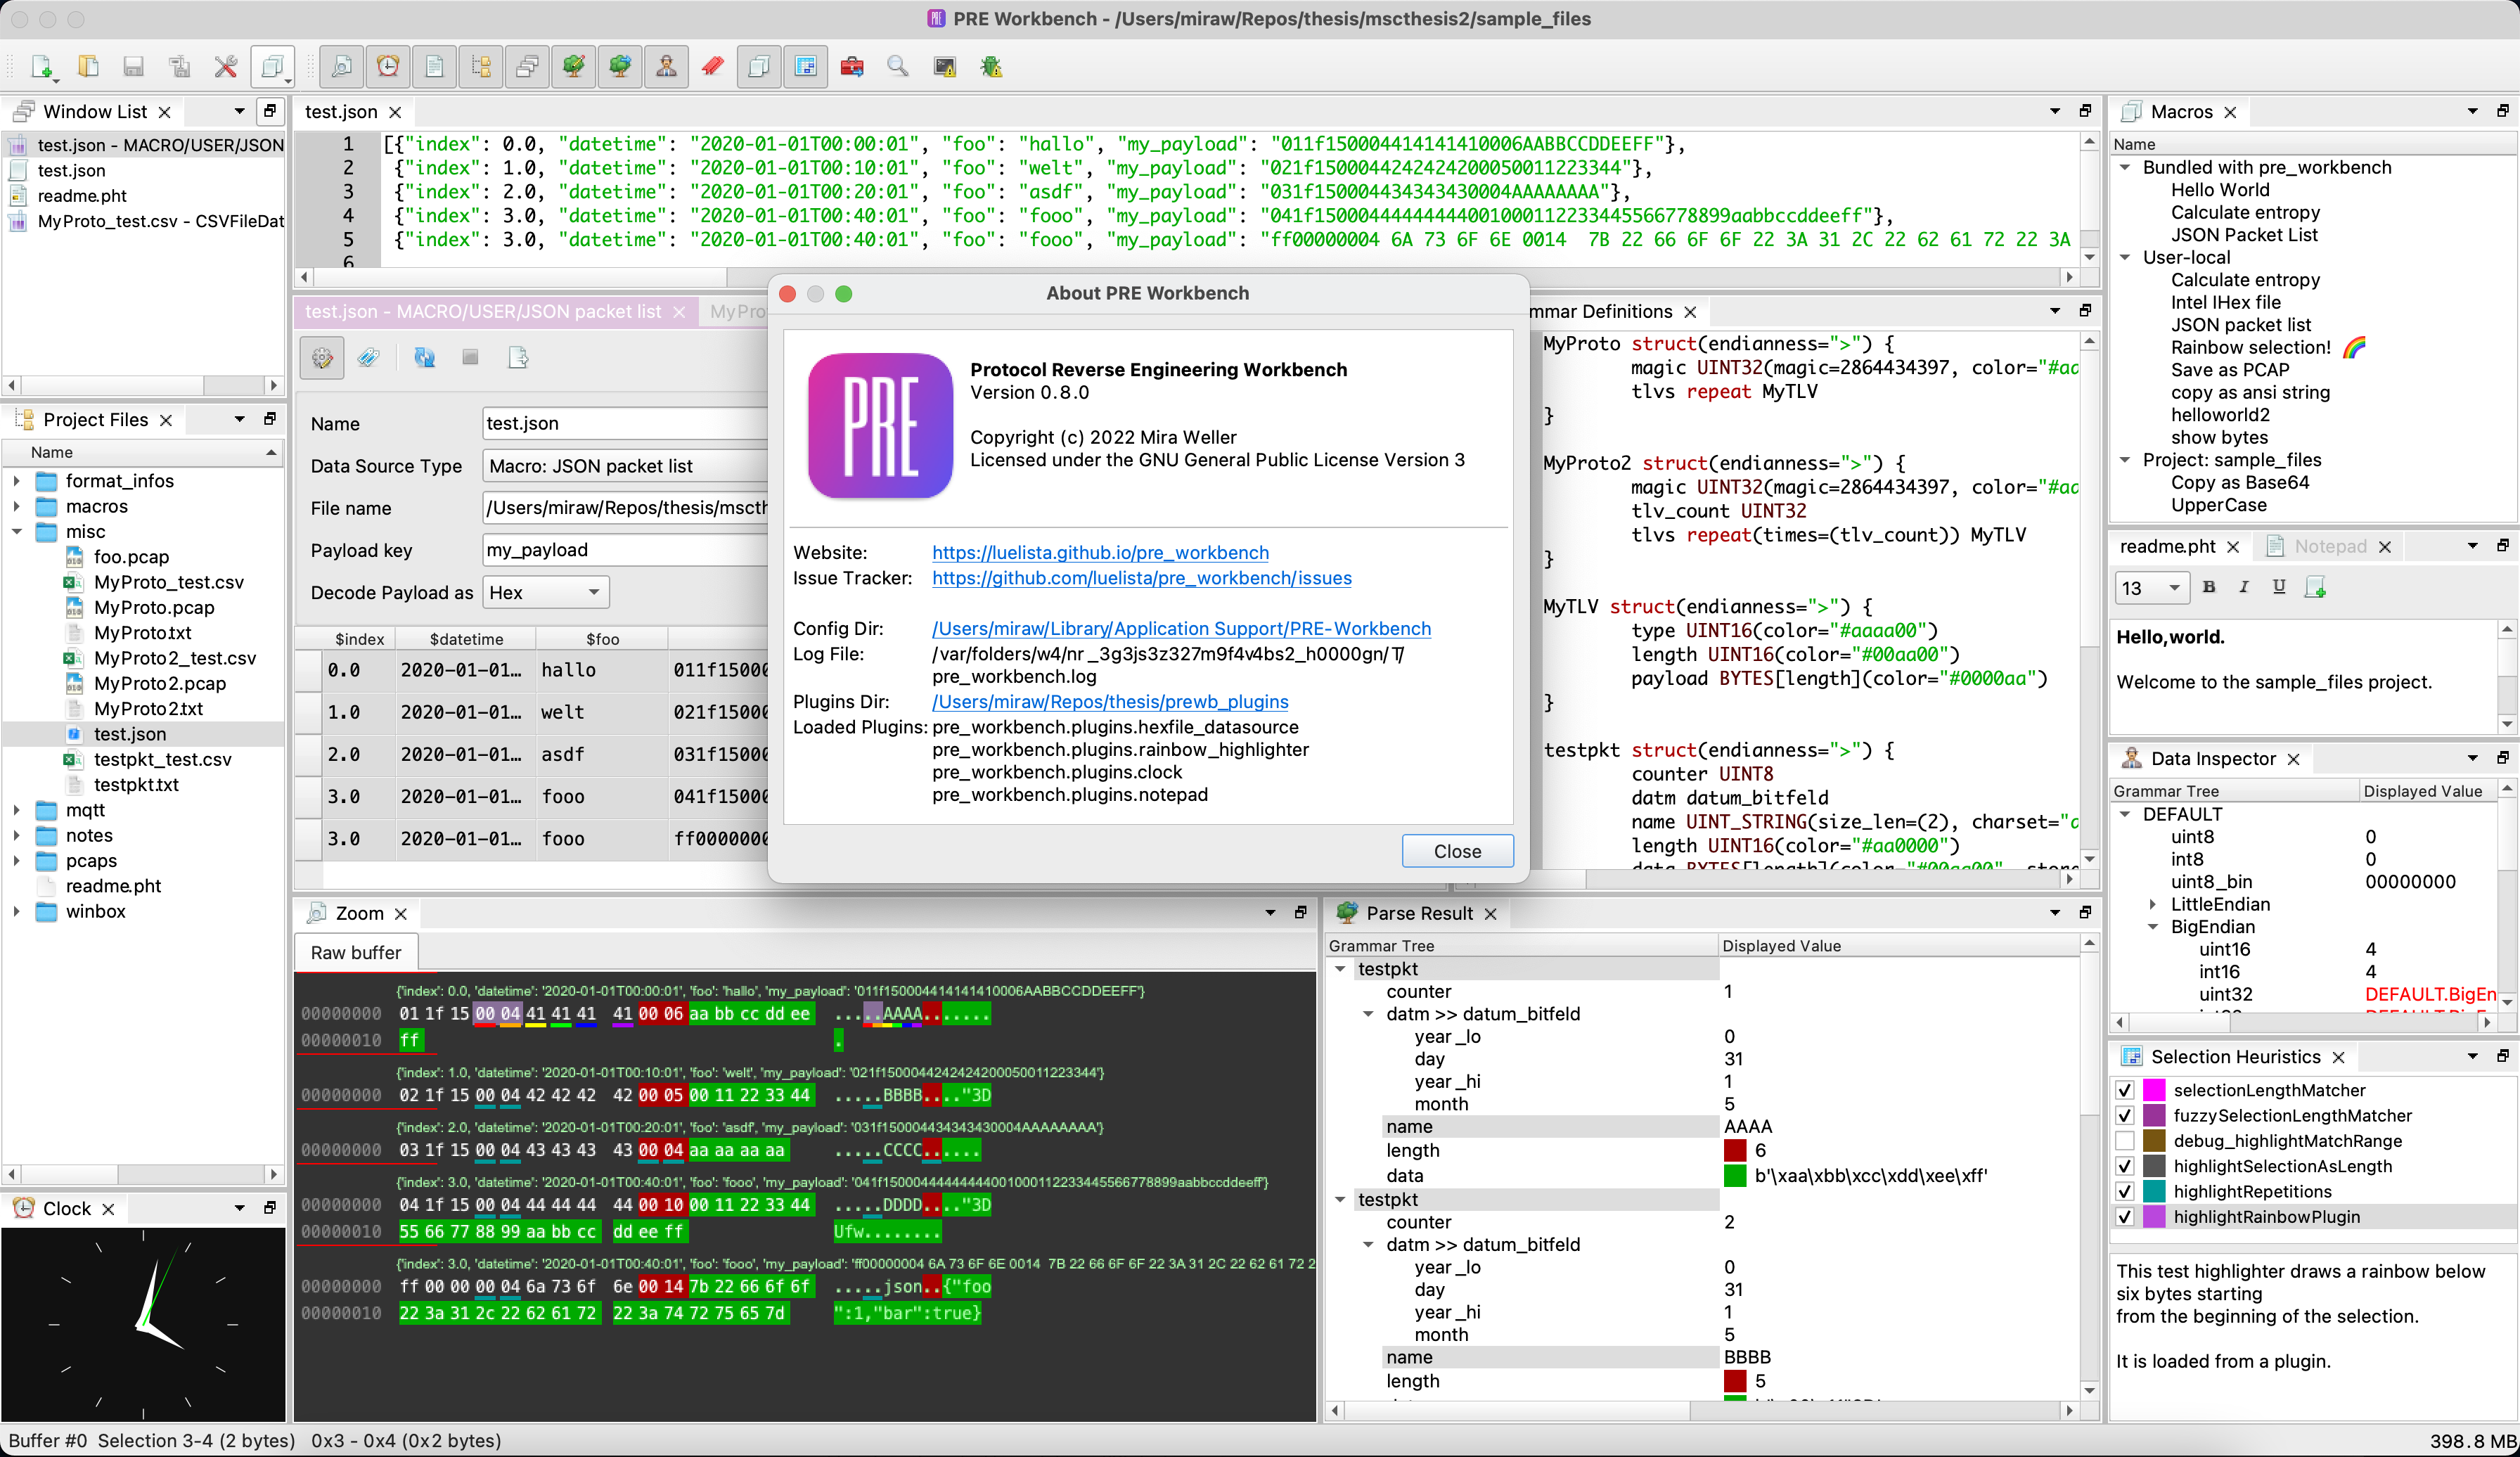 PRE Workbench - /Users/miraw/Repos/thesis/mscthesis2/sample_files
Window List
test.json - MACRO/USER/JSON
test.json
readme.pht
MyProto_test.csv - CSVFileDat
Project Files
Name
format_infos
macros
misc
foo.pcap
MyProto_test.csv
MyProto.pcap
MyProto.txt
MyProto2_test.csv
MyProto2.pcap
MyProto2.txt
test.json
testpkt_test.csv
testpkt.txt
mqtt
notes
pcaps
readme.pht
winbox
Clock
test.json
1 [{"index": 0.0, "datetime": "2020-01-01T00:00:01", "foo": "hallo", "my_payload": "011f150004414141410006AABBCCDDEEFF"},
2 {"index": 1.0, "datetime": "2020-01-01T00:10:01", "foo": "welt", "my_payload": "021f1500044242424200050011223344"},
3 {"index": 2.0, "datetime": "2020-01-01T00:20:01", "foo": "asdf", "my_payload": "031f150004434343430004AAAAAAAA"},
4 {"index": 3.0, "datetime": "2020-01-01T00:40:01", "foo": "fooo", "my_payload": "041f15000444444444001000112233445566778899aabbccddeeff"},
5 {"index": 3.0, "datetime": "2020-01-01T00:40:01", "foo": "fooo", "my_payload": "ff00000004 6A 73 6F 6E 0014  7B 22 66 6F 6F 22 3A 31 2C 22 62 61 72 22 3A
6
test.json - MACRO/USER/JSON packet list
MyPro
Name test.json
Data Source Type Macro: JSON packet list
File name /Users/miraw/Repos/thesis/mscth
Payload key my_payload
Decode Payload as Hex
$index $datetime $foo
0.0 2020-01-01… hallo 011f15000
1.0 2020-01-01… welt 021f15000
2.0 2020-01-01… asdf 031f15000
3.0 2020-01-01… fooo 041f15000
3.0 2020-01-01… fooo ff0000000
About PRE Workbench
PRE
Protocol Reverse Engineering Workbench
Version 0.8.0
Copyright (c) 2022 Mira Weller
Licensed under the GNU General Public License Version 3
Website: https://luelista.github.io/pre_workbench
Issue Tracker: https://github.com/luelista/pre_workbench/issues
Config Dir: /Users/miraw/Library/Application Support/PRE-Workbench
Log File: /var/folders/w4/nr_3g3js3z327m9f4v4bs2_h0000gn/T/
pre_workbench.log
Plugins Dir: /Users/miraw/Repos/thesis/prewb_plugins
Loaded Plugins: pre_workbench.plugins.hexfile_datasource
pre_workbench.plugins.rainbow_highlighter
pre_workbench.plugins.clock
pre_workbench.plugins.notepad
Close
mmar Definitions
MyProto struct(endianness=">") {
magic UINT32(magic=2864434397, color="#aa
tlvs repeat MyTLV
}
MyProto2 struct(endianness=">") {
magic UINT32(magic=2864434397, color="#aa
tlv_count UINT32
tlvs repeat(times=(tlv_count)) MyTLV
}
MyTLV struct(endianness=">") {
type UINT16(color="#aaaa00")
length UINT16(color="#00aa00")
payload BYTES[length](color="#0000aa")
}
testpkt struct(endianness=">") {
counter UINT8
datm datum_bitfeld
name UINT_STRING(size_len=(2), charset="a
length UINT16(color="#aa0000")
data BYTES[length](color="#00aa00", store
Zoom
Raw buffer
{'index': 0.0, 'datetime': '2020-01-01T00:00:01', 'foo': 'hallo', 'my_payload': '011f150004414141410006AABBCCDDEEFF'}
00000000 01 1f 15 00 04 41 41 41 41 00 06 aa bb cc dd ee .....AAAA.......
00000010 ff .
{'index': 1.0, 'datetime': '2020-01-01T00:10:01', 'foo': 'welt', 'my_payload': '021f1500044242424200050011223344'}
00000000 02 1f 15 00 04 42 42 42 42 00 05 00 11 22 33 44 .....BBBB...."3D
{'index': 2.0, 'datetime': '2020-01-01T00:20:01', 'foo': 'asdf', 'my_payload': '031f150004434343430004AAAAAAAA'}
00000000 03 1f 15 00 04 43 43 43 43 00 04 aa aa aa aa .....CCCC......
{'index': 3.0, 'datetime': '2020-01-01T00:40:01', 'foo': 'fooo', 'my_payload': '041f15000444444444001000112233445566778899aabbccddeeff'}
00000000 04 1f 15 00 04 44 44 44 44 00 10 00 11 22 33 44 .....DDDD...."3D
00000010 55 66 77 88 99 aa bb cc dd ee ff Ufw........
{'index': 3.0, 'datetime': '2020-01-01T00:40:01', 'foo': 'fooo', 'my_payload': 'ff00000004 6A 73 6F 6E 0014  7B 22 66 6F 6F 22 3A 31 2C 22 62 61 72 2
00000000 ff 00 00 00 04 6a 73 6f 6e 00 14 7b 22 66 6f 6f .....json..{"foo
00000010 22 3a 31 2c 22 62 61 72 22 3a 74 72 75 65 7d ":1,"bar":true}
Parse Result
Grammar Tree Displayed Value
testpkt
counter 1
datm >> datum_bitfeld
year_lo 0
day 31
year_hi 1
month 5
name AAAA
length 6
data b'\xaa\xbb\xcc\xdd\xee\xff'
testpkt
counter 2
datm >> datum_bitfeld
year_lo 0
day 31
year_hi 1
month 5
name BBBB
length 5
Macros
Name
Bundled with pre_workbench
Hello World
Calculate entropy
JSON Packet List
User-local
Calculate entropy
Intel IHex file
JSON packet list
Rainbow selection! 🌈
Save as PCAP
copy as ansi string
helloworld2
show bytes
Project: sample_files
Copy as Base64
UpperCase
readme.pht Notepad
13 B I U
Hello,world.
Welcome to the sample_files project.
Data Inspector
Grammar Tree Displayed Value
DEFAULT
uint8 0
int8 0
uint8_bin 00000000
LittleEndian
BigEndian
uint16 4
int16 4
uint32 DEFAULT.BigEn
Selection Heuristics
selectionLengthMatcher
fuzzySelectionLengthMatcher
debug_highlightMatchRange
highlightSelectionAsLength
highlightRepetitions
highlightRainbowPlugin
This test highlighter draws a rainbow below
six bytes starting
from the beginning of the selection.
It is loaded from a plugin.
Buffer #0 Selection 3-4 (2 bytes) 0x3 - 0x4 (0x2 bytes)
398.8 MB